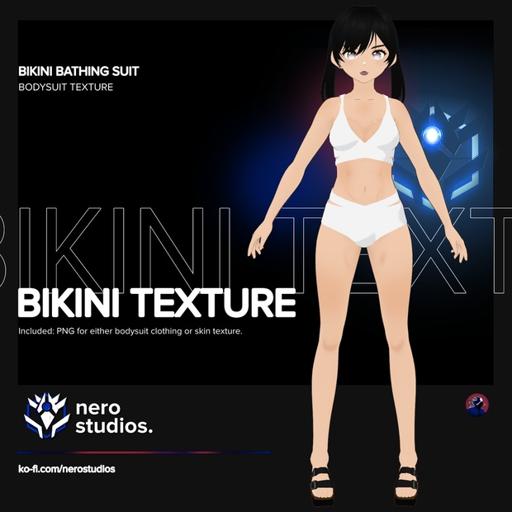 BIKINI BATHING SUIT
BODYSUIT TEXTURE
BIKINI TEXT
BIKINI TEXTURE
Included: PNG for either bodysuit clothing or skin texture.
nero
studios.
ko-fi.com/nerostudios